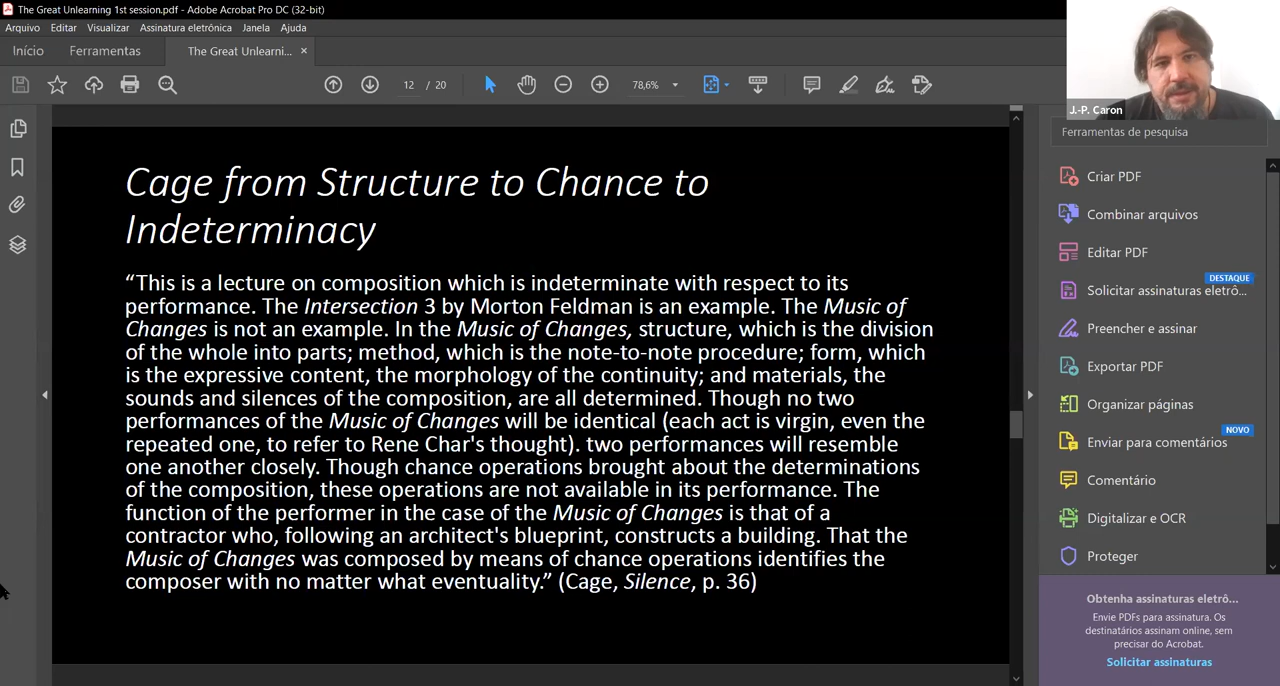 The Great Unlearning 1st session.pdf - Adobe Acrobat Pro DC (32-bit)
Arquivo Editar Visualizar Assinatura eletrônica Janela Ajuda
Início Ferramentas The Great Unlearni... ×
12 / 20 78,6%
J.-P. Caron
Cage from Structure to Chance to
Indeterminacy
“This is a lecture on composition which is indeterminate with respect to its
performance. The Intersection 3 by Morton Feldman is an example. The Music of
Changes is not an example. In the Music of Changes, structure, which is the division
of the whole into parts; method, which is the note-to-note procedure; form, which
is the expressive content, the morphology of the continuity; and materials, the
sounds and silences of the composition, are all determined. Though no two
performances of the Music of Changes will be identical (each act is virgin, even the
repeated one, to refer to Rene Char's thought). two performances will resemble
one another closely. Though chance operations brought about the determinations
of the composition, these operations are not available in its performance. The
function of the performer in the case of the Music of Changes is that of a
contractor who, following an architect's blueprint, constructs a building. That the
Music of Changes was composed by means of chance operations identifies the
composer with no matter what eventuality.” (Cage, Silence, p. 36)
Ferramentas de pesquisa
Criar PDF
Combinar arquivos
Editar PDF
DESTAQUE
Solicitar assinaturas eletrô...
Preencher e assinar
Exportar PDF
Organizar páginas
NOVO
Enviar para comentários
Comentário
Digitalizar e OCR
Proteger
Obtenha assinaturas eletrô...
Envie PDFs para assinatura. Os
destinatários assinam online, sem
precisar do Acrobat.
Solicitar assinaturas